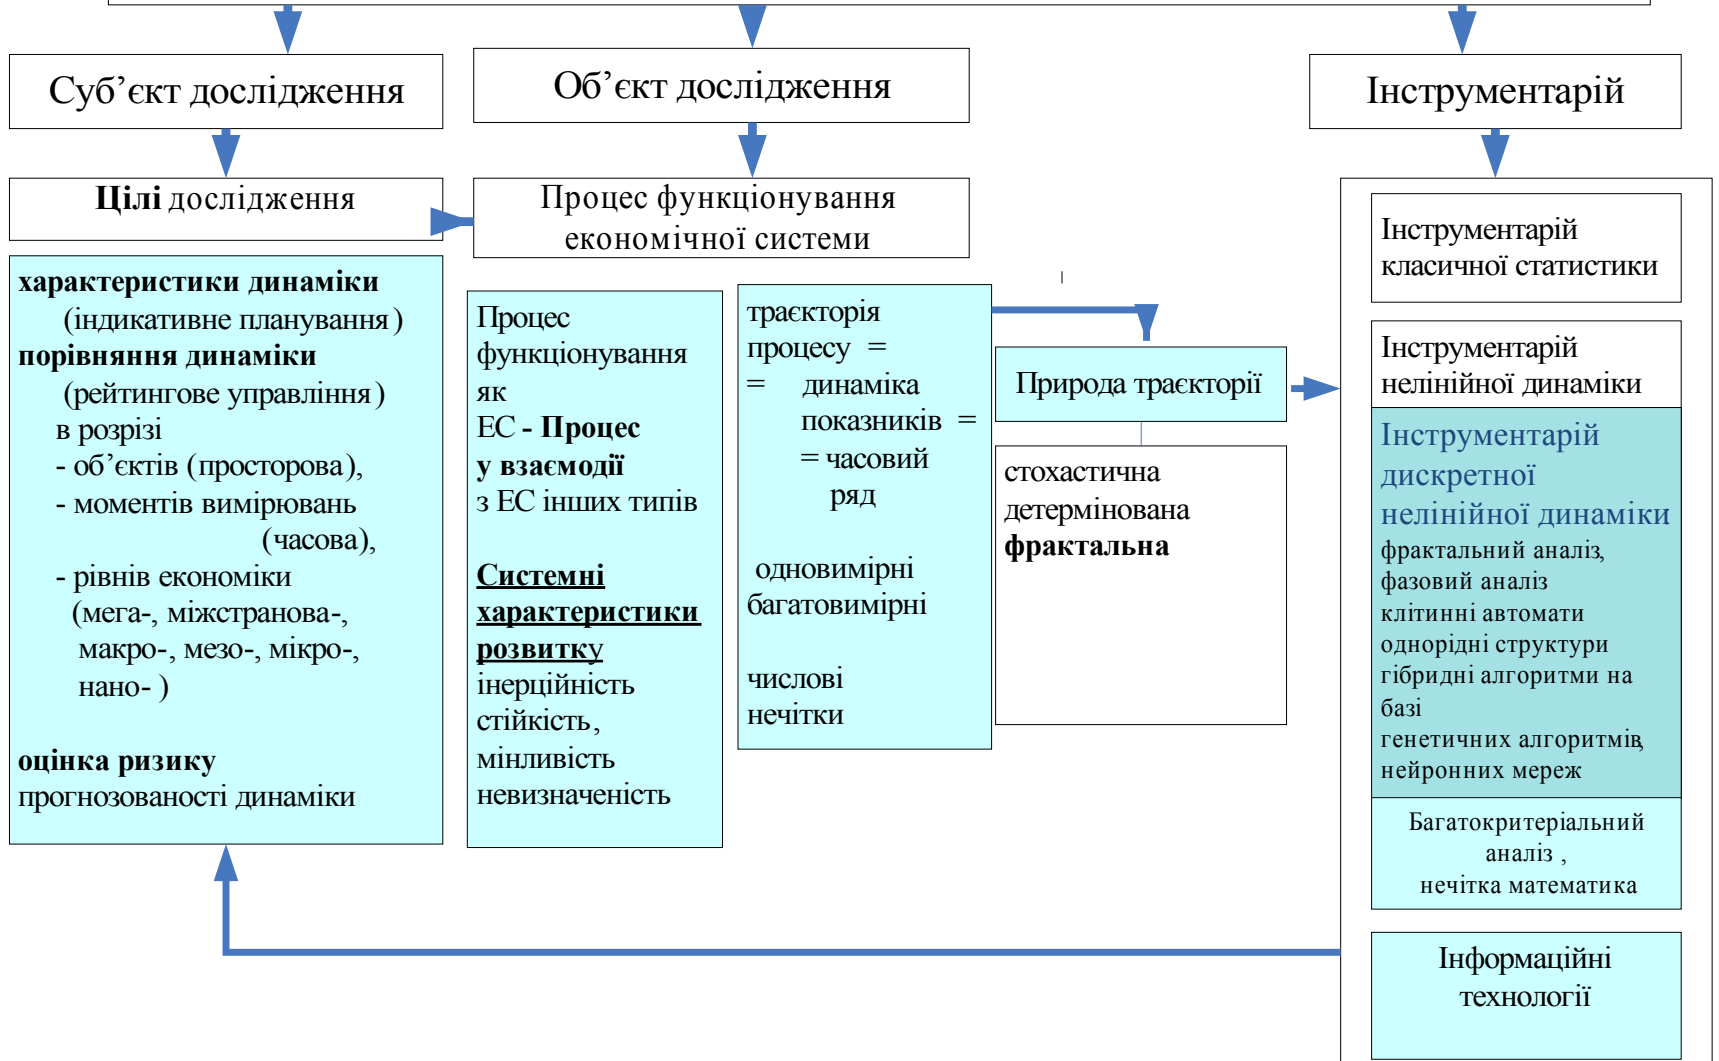 Суб’єкт дослідження
Об’єкт дослідження
Інструментарій
Цілі дослідження
Процес функціонування
економічної системи
характеристики динаміки
(індикативне планування)
порівняння динаміки
(рейтингове управління)
в розрізі
- об’єктів (просторова),
- моментів вимірювань
(часова),
- рівнів економіки
(мега-, міжстранова-,
макро-, мезо-, мікро-,
нано- )
оцінка ризику
прогнозованості динаміки
Процес
функціонування
як
ЕС - Процес
у взаємодії
з ЕС інших типів
Системні
характеристики
розвитку
інерційність
стійкість,
мінливість
невизначеність
траєкторія
процесу =
= динаміка
показників =
= часовий
ряд
одновимірні
багатовимірні
числові
нечітки
Природа траєкторії
стохастична
детермінована
фрактальна
Інструментарій
класичної статистики
Інструментарій
нелінійної динаміки
Інструментарій
дискретної
нелінійної динаміки
фрактальний аналіз,
фазовий аналіз
клітинні автомати
однорідні структури
гібридні алгоритми на
базі
генетичних алгоритмів,
нейронних мереж
Багатокритеріальний
аналіз ,
нечітка математика
Інформаційні
технології